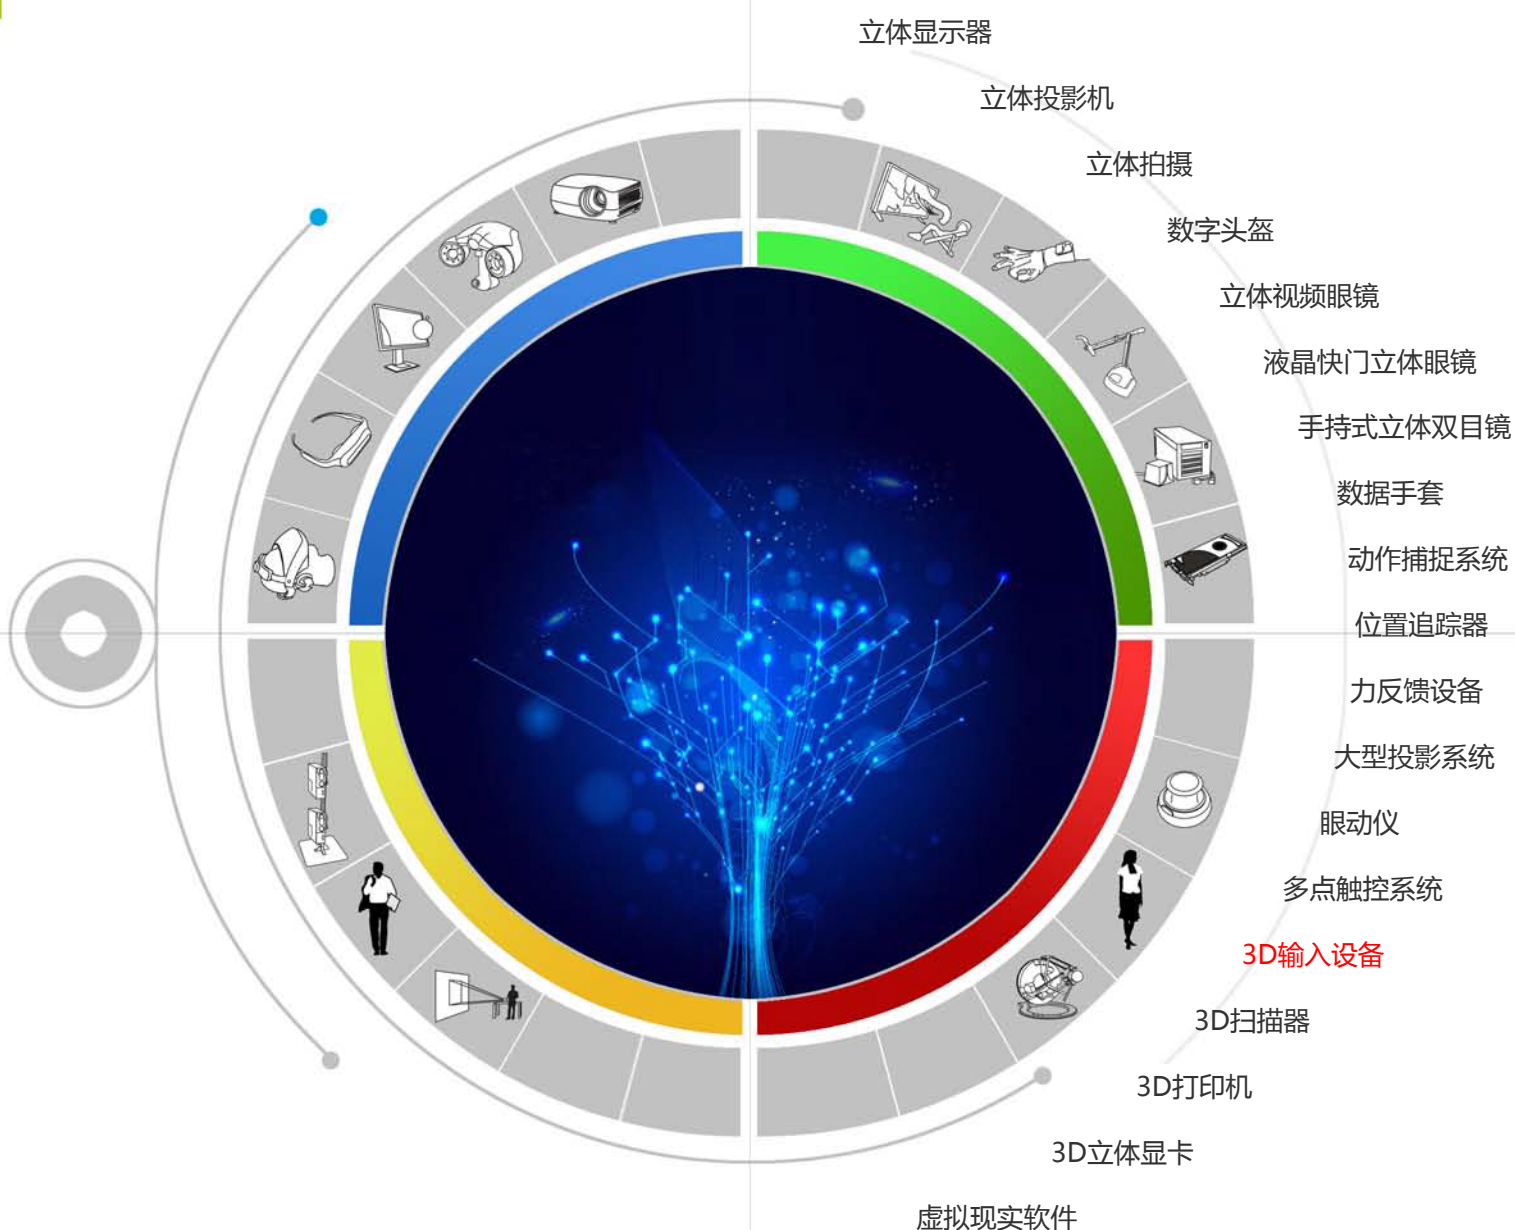 立体显示器
立体投影机
立体拍摄
数字头盔
立体视频眼镜
液晶快门立体眼镜
手持式立体双目镜
数据手套
动作捕捉系统
位置追踪器
力反馈设备
大型投影系统
眼动仪
多点触控系统
3D输入设备
3D扫描器
3D打印机
3D立体显卡
虚拟现实软件